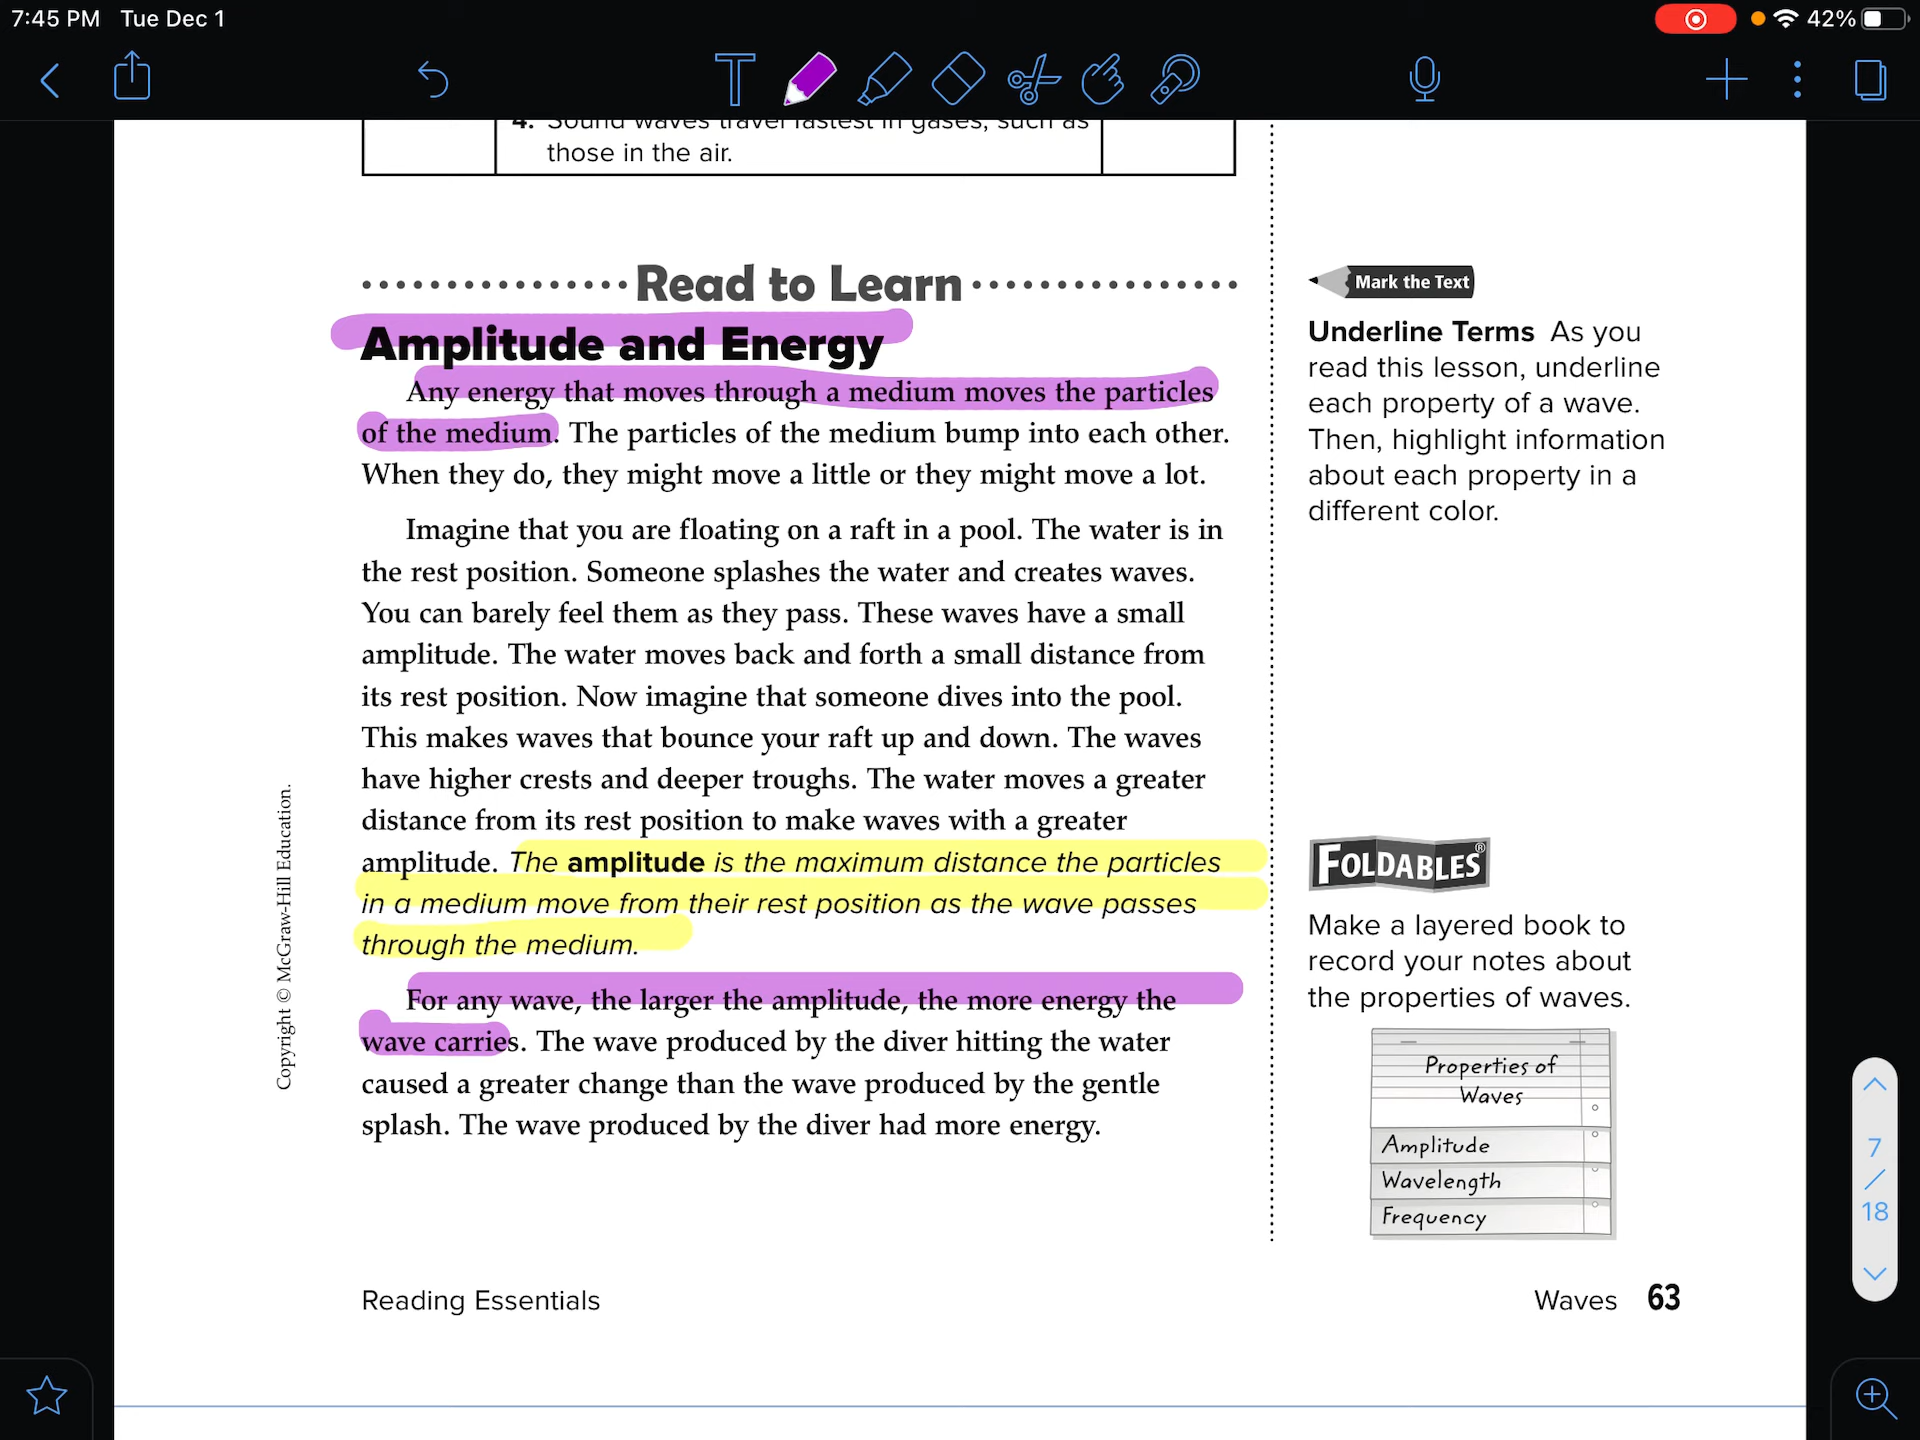 7:45 PM Tue Dec 1
42%
4. Sound waves travel fastest in gases, such as
those in the air.
Read to Learn
Amplitude and Energy
Any energy that moves through a medium moves the particles
of the medium. The particles of the medium bump into each other.
When they do, they might move a little or they might move a lot.
Imagine that you are floating on a raft in a pool. The water is in
the rest position. Someone splashes the water and creates waves.
You can barely feel them as they pass. These waves have a small
amplitude. The water moves back and forth a small distance from
its rest position. Now imagine that someone dives into the pool.
This makes waves that bounce your raft up and down. The waves
have higher crests and deeper troughs. The water moves a greater
distance from its rest position to make waves with a greater
amplitude. The amplitude is the maximum distance the particles
in a medium move from their rest position as the wave passes
through the medium.
For any wave, the larger the amplitude, the more energy the
wave carries. The wave produced by the diver hitting the water
caused a greater change than the wave produced by the gentle
splash. The wave produced by the diver had more energy.
Mark the Text
Underline Terms As you
read this lesson, underline
each property of a wave.
Then, highlight information
about each property in a
different color.
FOLDABLES®
Make a layered book to
record your notes about
the properties of waves.
Properties of
Waves
Amplitude
Wavelength
Frequency
Copyright © McGraw-Hill Education.
Reading Essentials
Waves 63
7
/
18